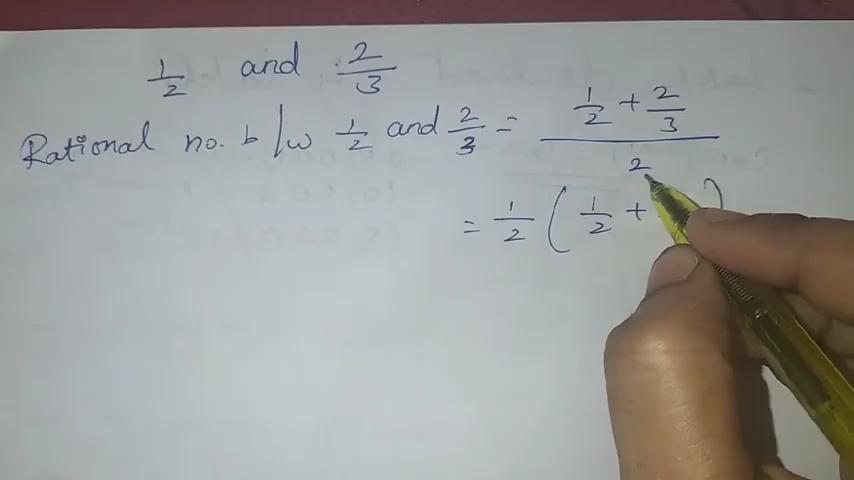 1/2 and 2/3
Rational no. b/w 1/2 and 2/3 = (1/2 + 2/3)/2
= 1/2 ( 1/2 + )